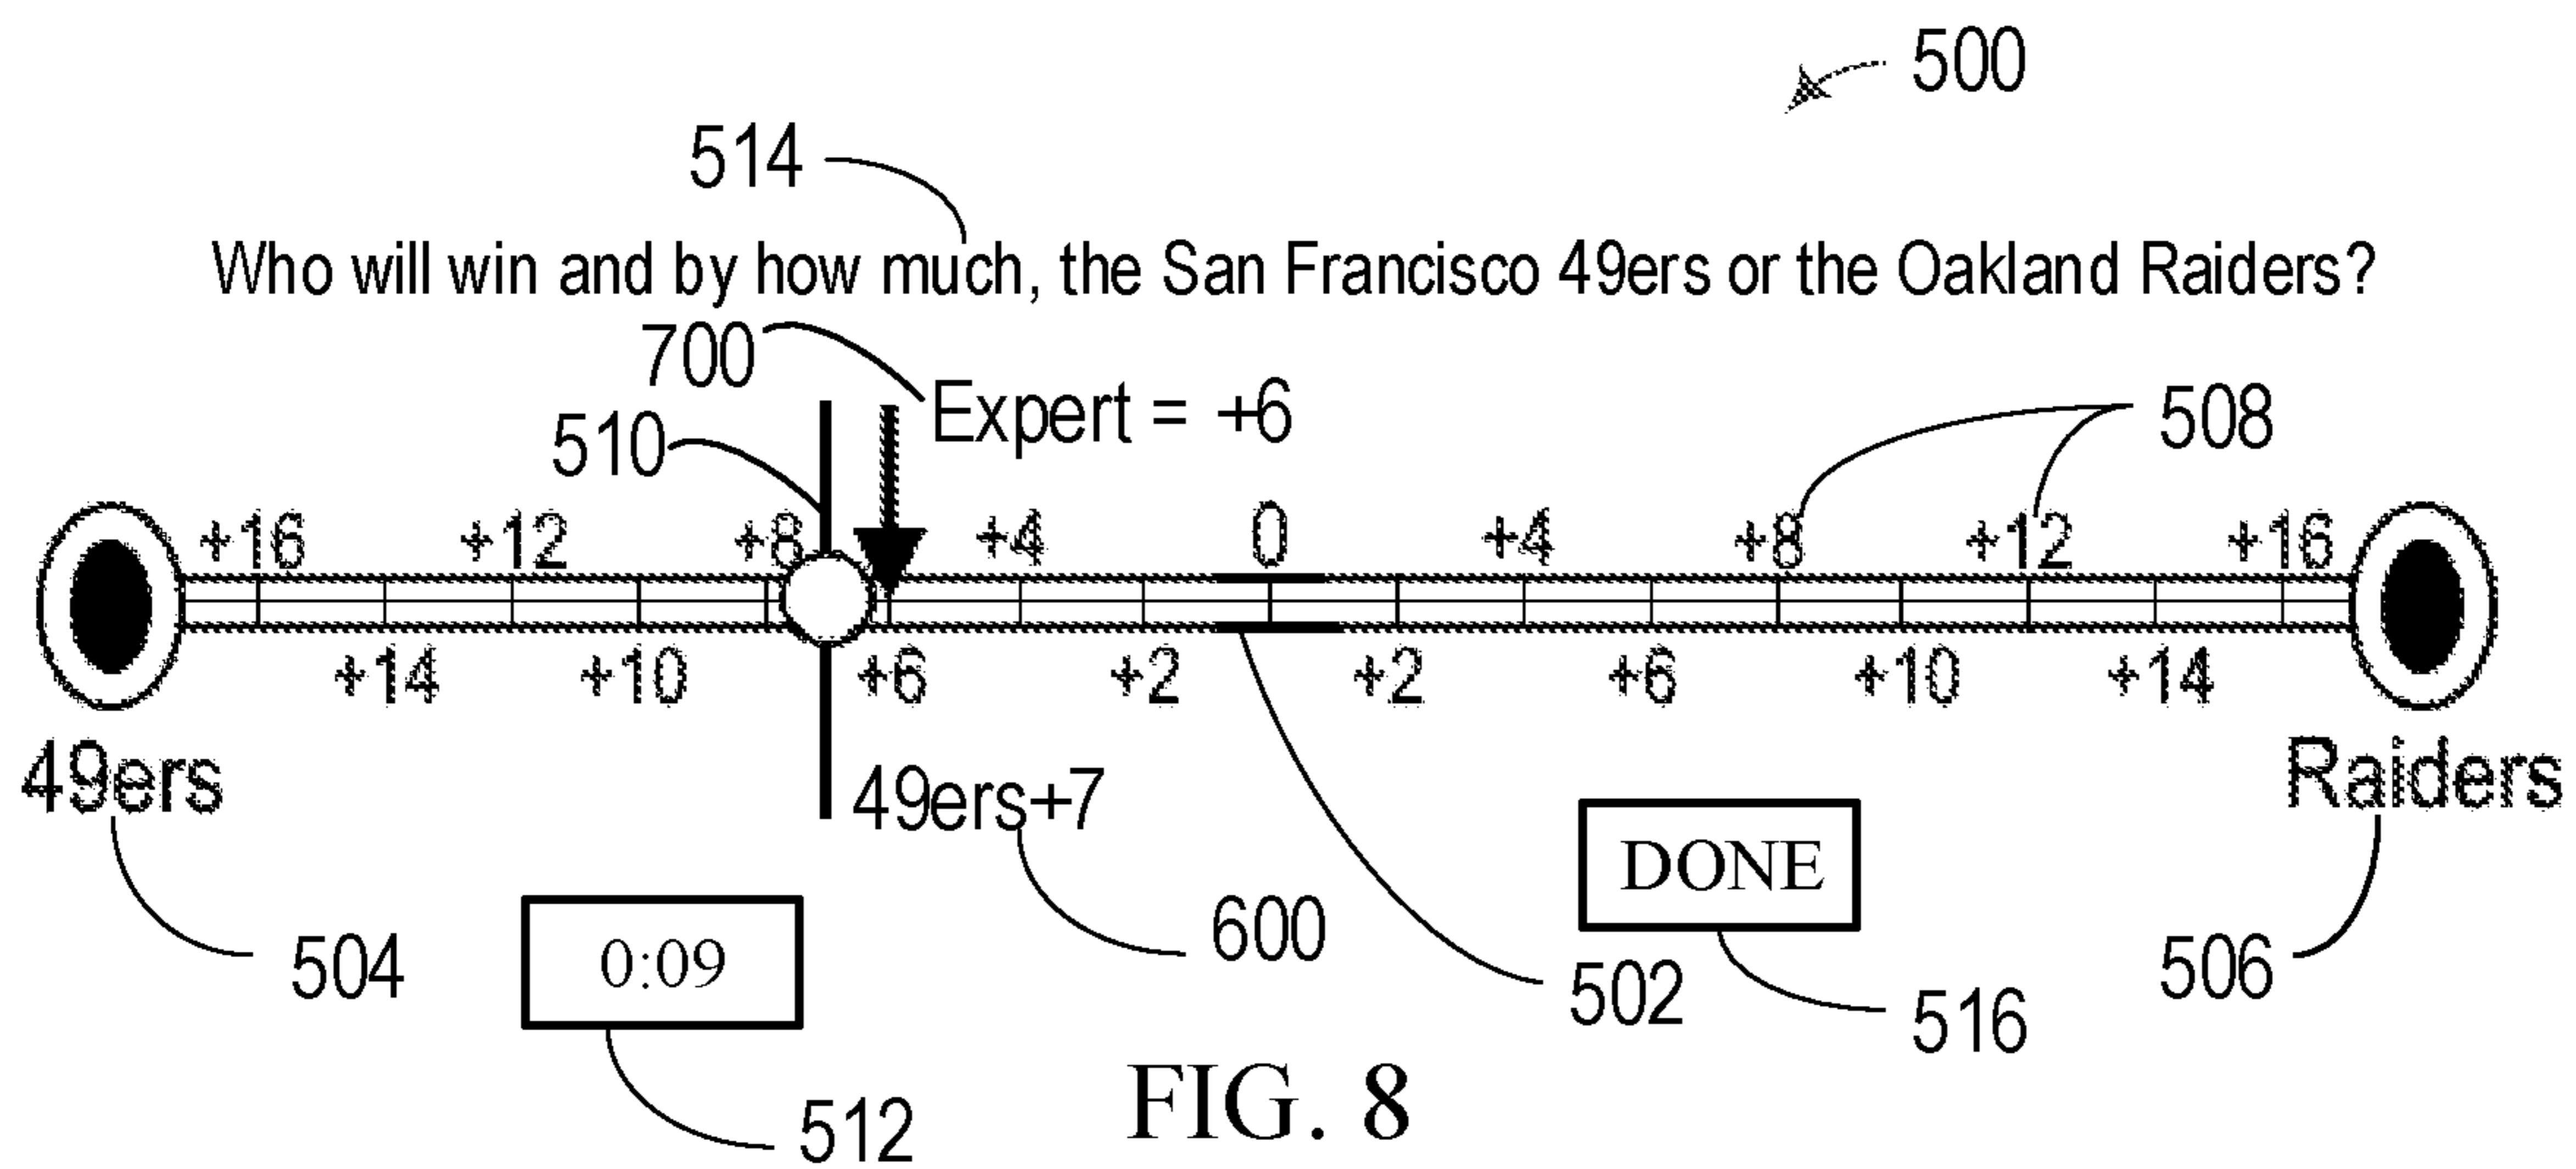 500
514
Who will win and by how much, the San Francisco 49ers or the Oakland Raiders?
700
Expert = +6
510
508
+16 +12 +8 +4 0 +4 +8 +12 +16
+14 +10 +6 +2 +2 +6 +10 +14
49ers
Raiders
49ers+7
DONE
0:09
504
600
502
516
506
512
FIG. 8